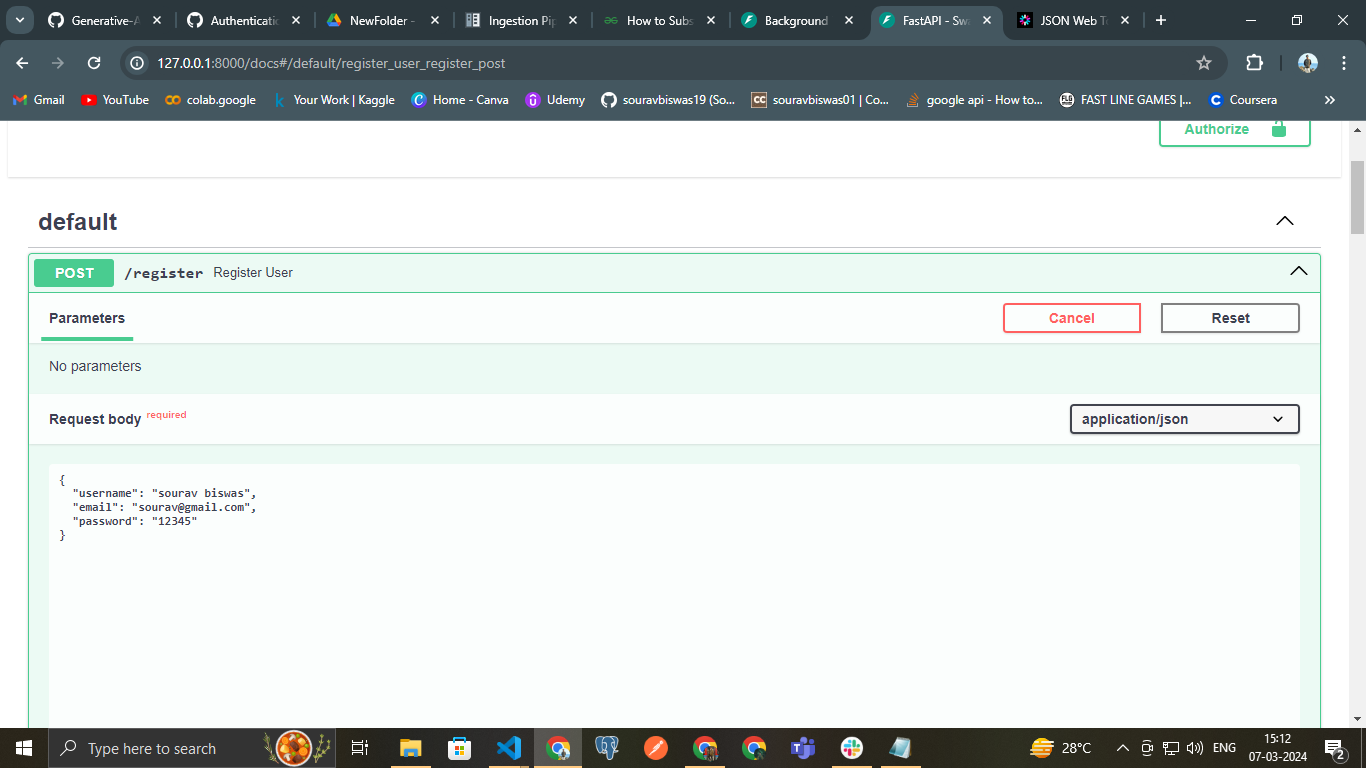 Generative-A
Authenticatio
NewFolder -
Ingestion Pip
How to Subs
Background
FastAPI - Swa
JSON Web To
127.0.0.1:8000/docs#/default/register_user_register_post
Gmail
YouTube
colab.google
Your Work | Kaggle
Home - Canva
Udemy
souravbiswas19 (So...
souravbiswas01 | Co...
google api - How to...
FAST LINE GAMES |...
Coursera
Authorize
default
POST /register Register User
Parameters
Cancel
Reset
No parameters
Request body required
application/json
{
"username": "sourav biswas",
"email": "sourav@gmail.com",
"password": "12345"
}
Type here to search
28°C
ENG
15:12
07-03-2024
2